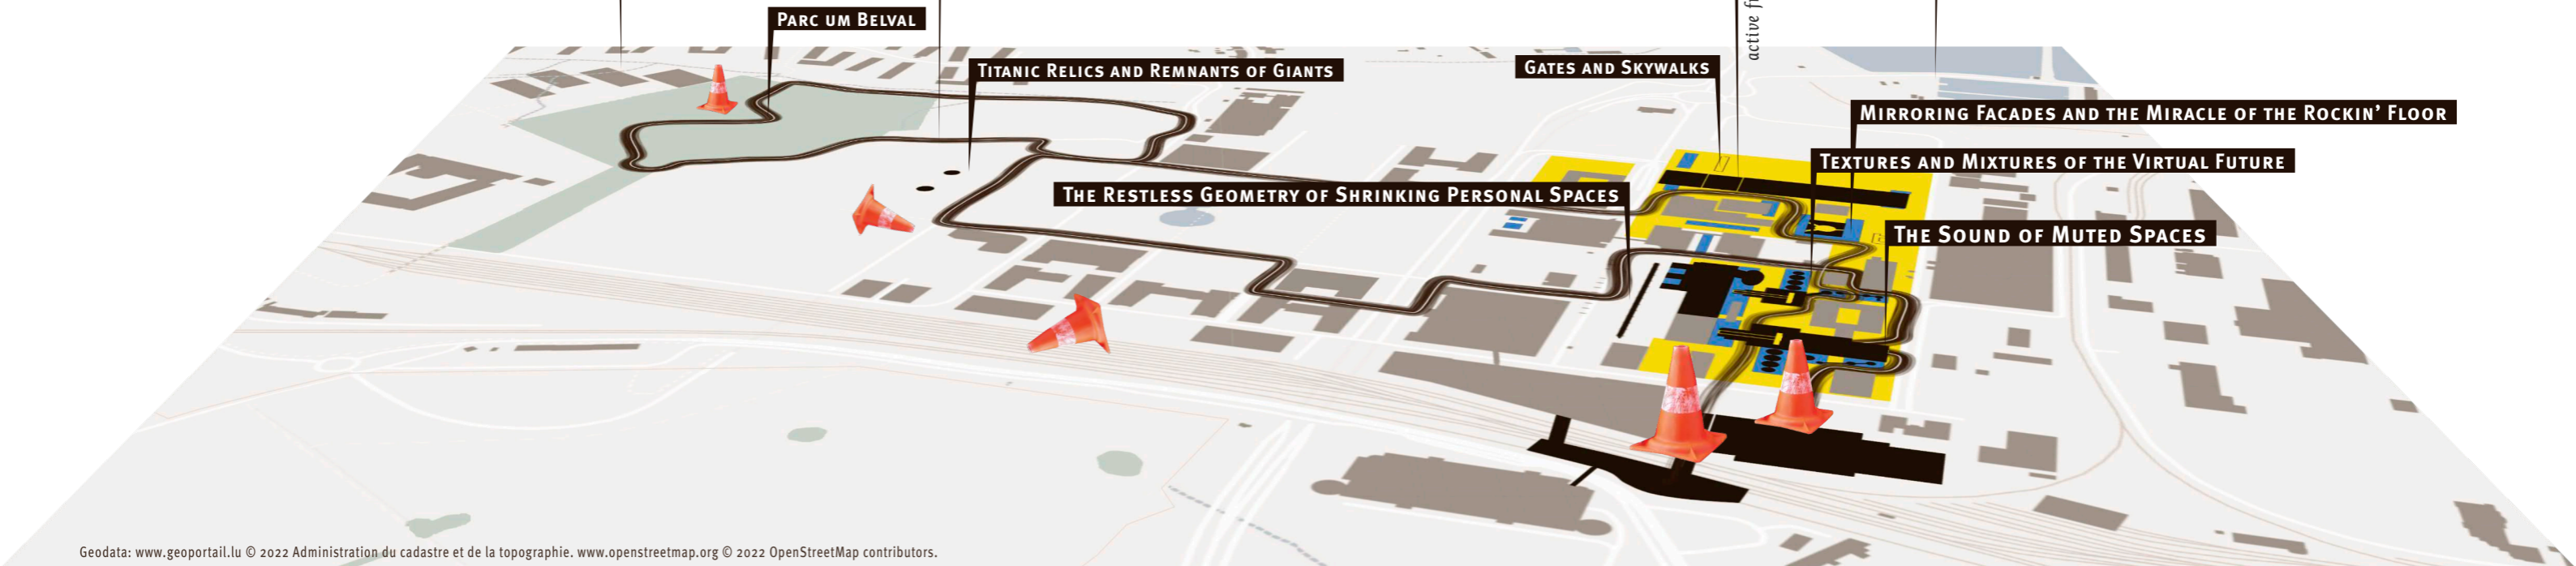 PARC UM BELVAL
TITANIC RELICS AND REMNANTS OF GIANTS
GATES AND SKYWALKS
active
MIRRORING FACADES AND THE MIRACLE OF THE ROCKIN’ FLOOR
TEXTURES AND MIXTURES OF THE VIRTUAL FUTURE
THE RESTLESS GEOMETRY OF SHRINKING PERSONAL SPACES
THE SOUND OF MUTED SPACES
Geodata: www.geoportail.lu © 2022 Administration du cadastre et de la topographie. www.openstreetmap.org © 2022 OpenStreetMap contributors.